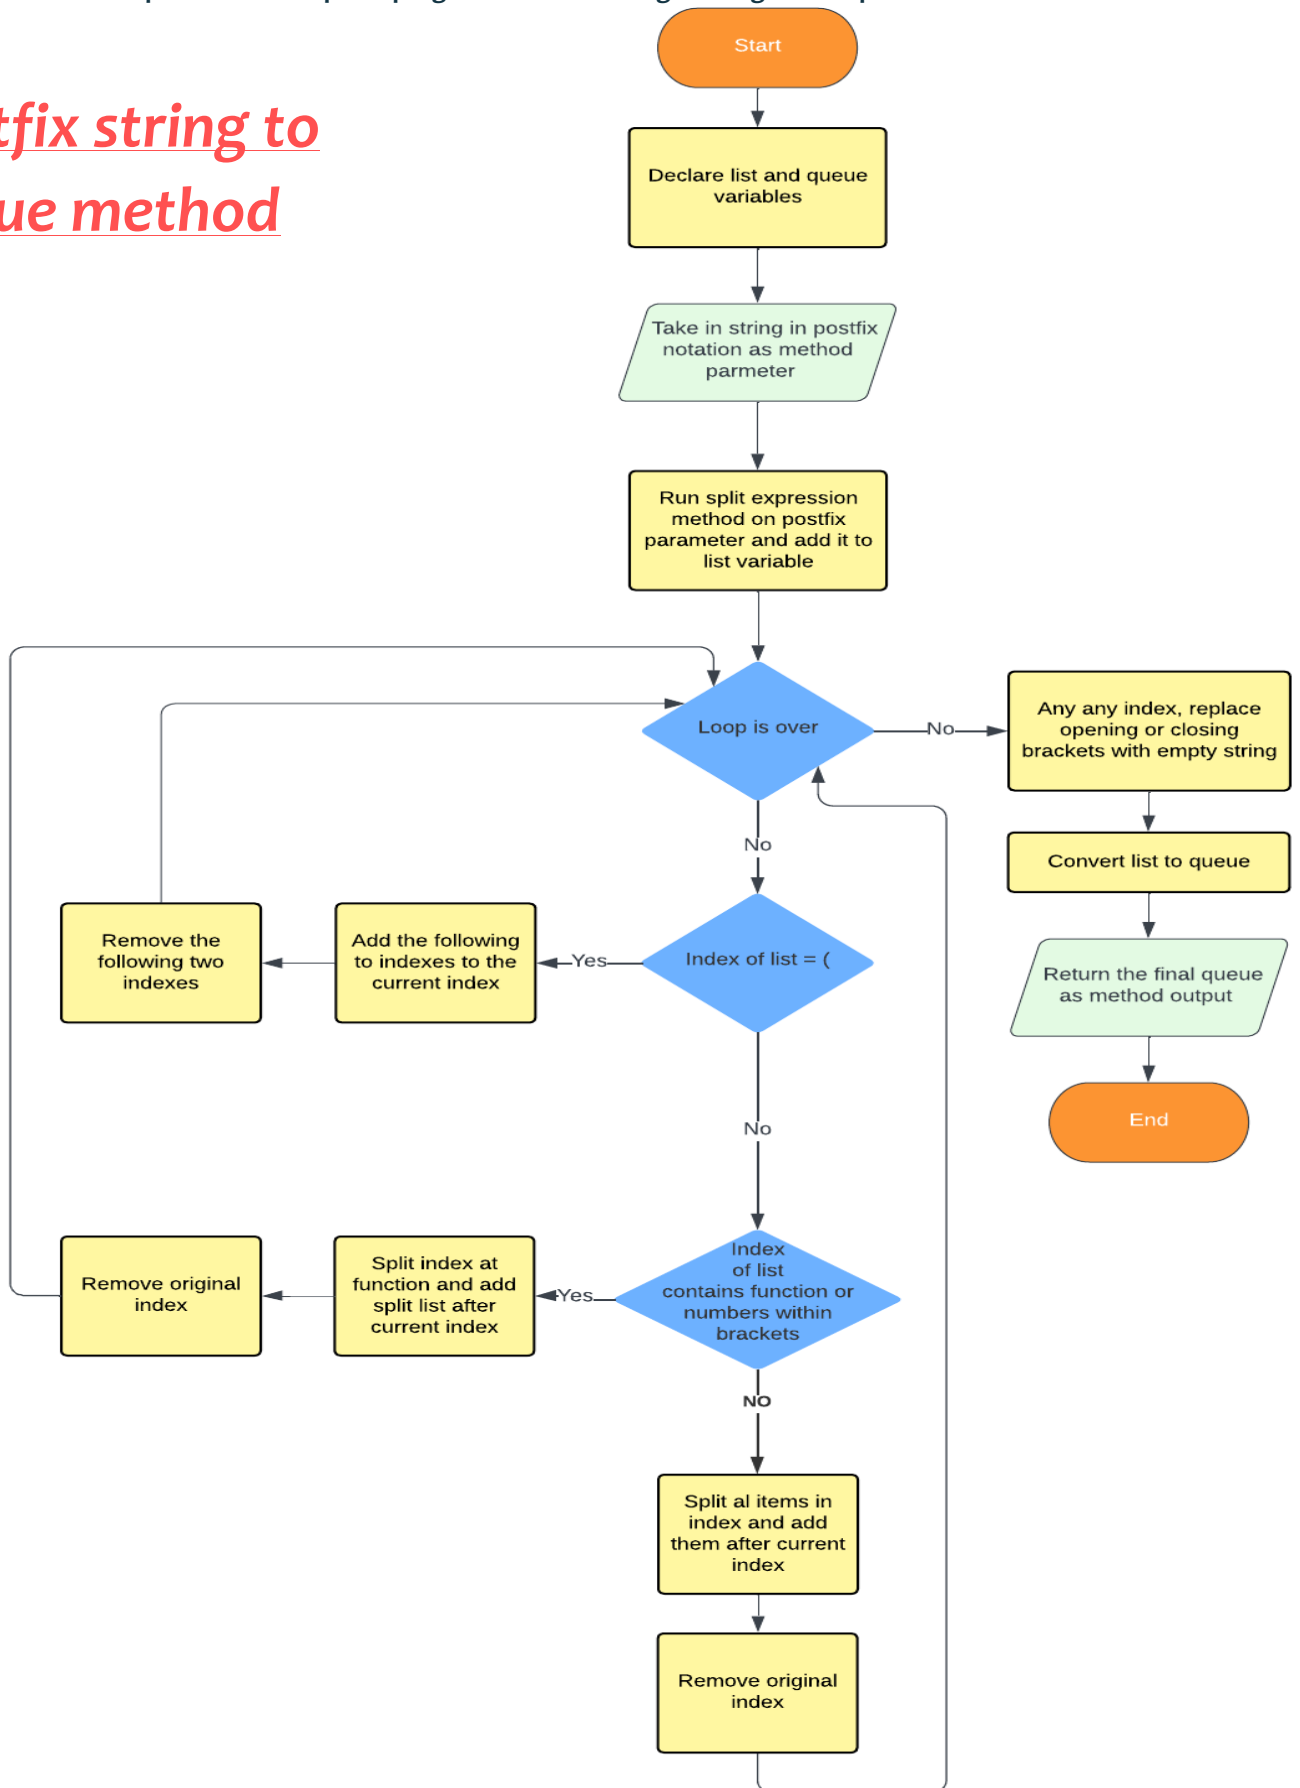 Start
tfix string to
ue method
Declare list and queue
variables
Take in string in postfix
notation as method
parmeter
Run split expression
method on postfix
parameter and add it to
list variable
Loop is over
No
Any any index, replace
opening or closing
brackets with empty string
No
Convert list to queue
Index of list = (
Yes
Add the following
to indexes to the
current index
Remove the
following two
indexes
Return the final queue
as method output
End
No
Index
of list
contains function or
numbers within
brackets
Yes
Split index at
function and add
split list after
current index
Remove original
index
NO
Split al items in
index and add
them after current
index
Remove original
index